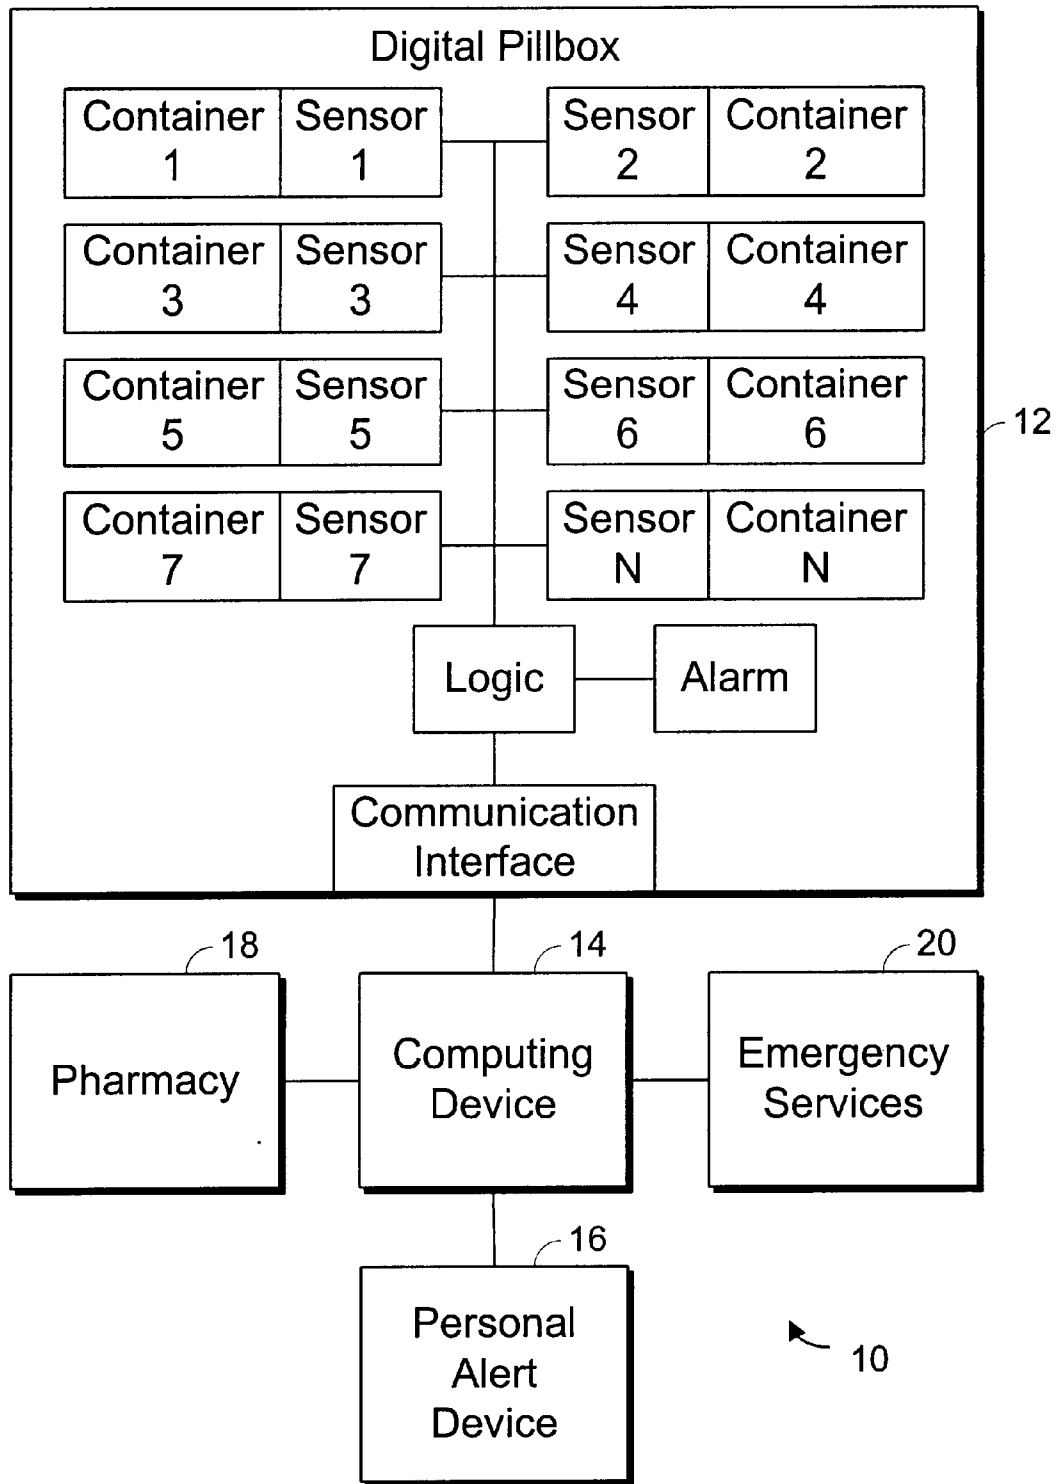 Digital Pillbox
Container Sensor Sensor Container
1 1 2 2
Container Sensor Sensor Container
3 3 4 4
Container Sensor Sensor Container
5 5 6 6
12
Container Sensor Sensor Container
7 7 N N
Logic Alarm
Communication
Interface
18 14 20
Pharmacy
Computing
Device
Emergency
Services
16
Personal
Alert
Device
10